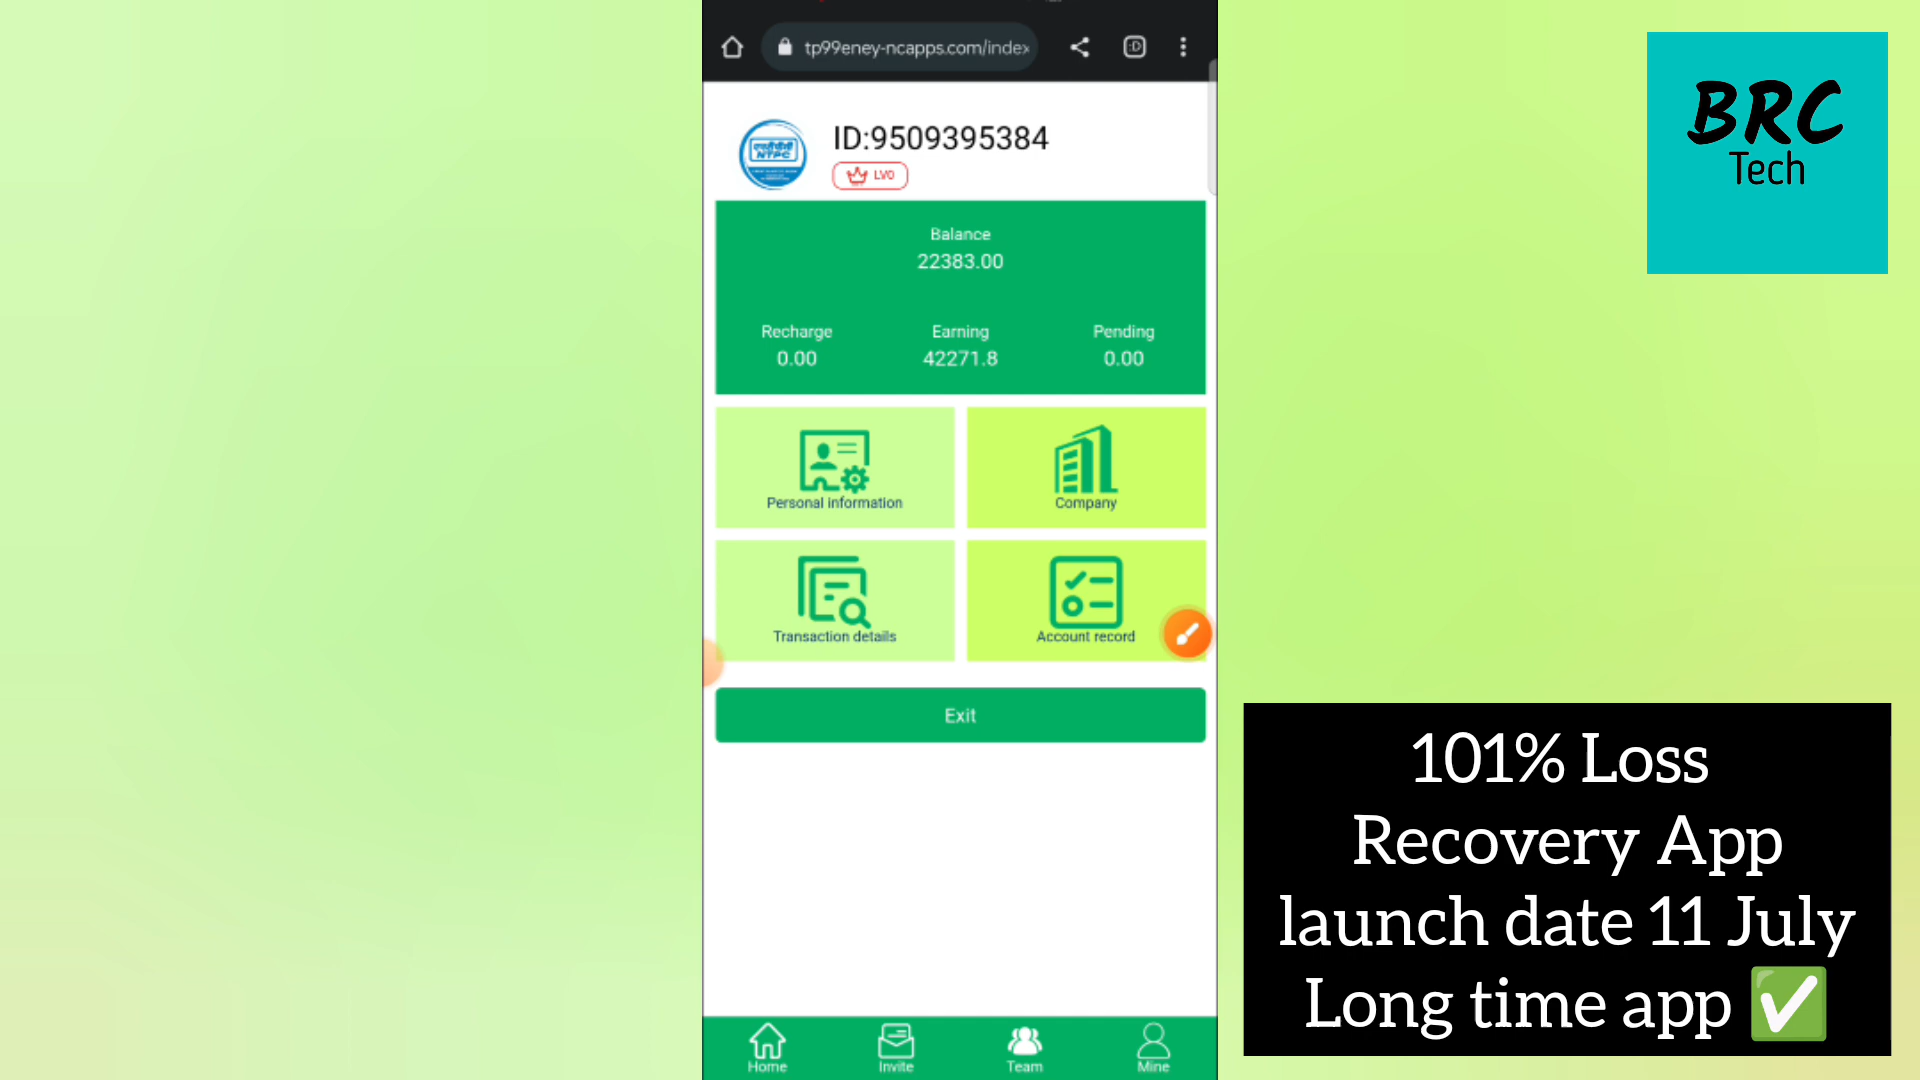 tp99eney-ncapps.com/index
:D
BRC
Tech
ID:9509395384
NTPC
LV0
Balance
22383.00
Recharge
Earning
Pending
0.00
42271.8
0.00
Personal information
Company
Transaction details
Account record
Exit
101% Loss
Recovery App
launch date 11 July
Long time app ✅
Home
Invite
Team
Mine